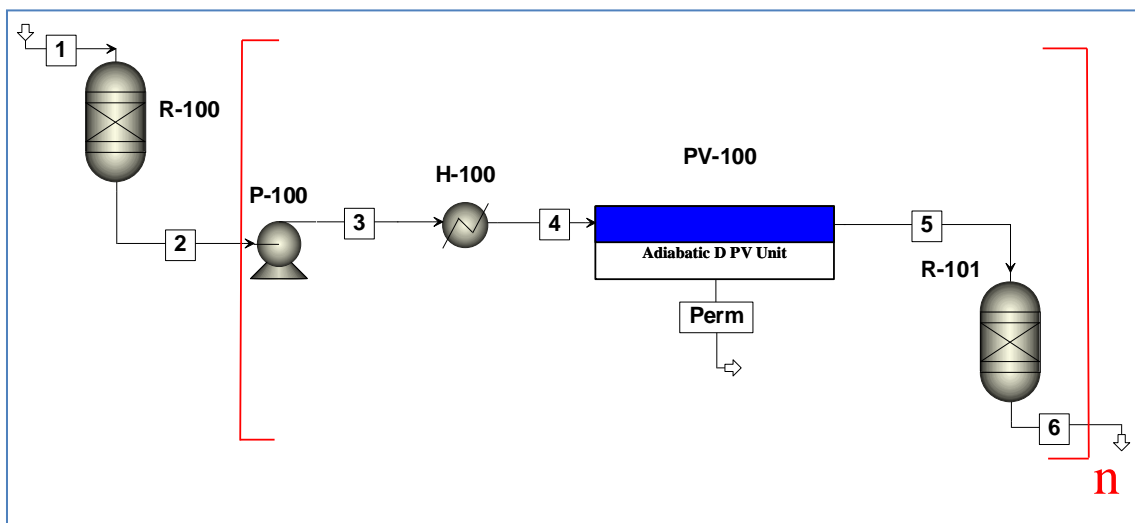 1
R-100
P-100
2
3
H-100
4
PV-100
Adiabatic D PV Unit
Perm
5
R-101
6
n